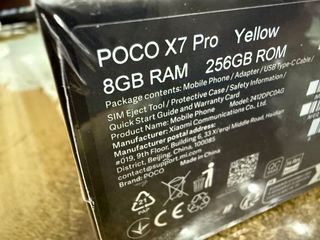 POCO X7 Pro Yellow
8GB RAM 256GB ROM
Package contents: Mobile Phone / Adapter / USB Type-C Cable /
SIM Eject Tool / Protective Case / Safety Information /
Quick Start Guide and Warranty Card
Product Name: Mobile Phone Model: 2412DPC0AG
Manufacturer: Xiaomi Communications Co., Ltd.
Manufacturer postal address:
#019, 9th Floor, Building 6, 33 Xi'erqi Middle Road, Haidian
District, Beijing, China, 100085
contact@support.mi.com
Brand: POCO Made in China
21
PAP
CE